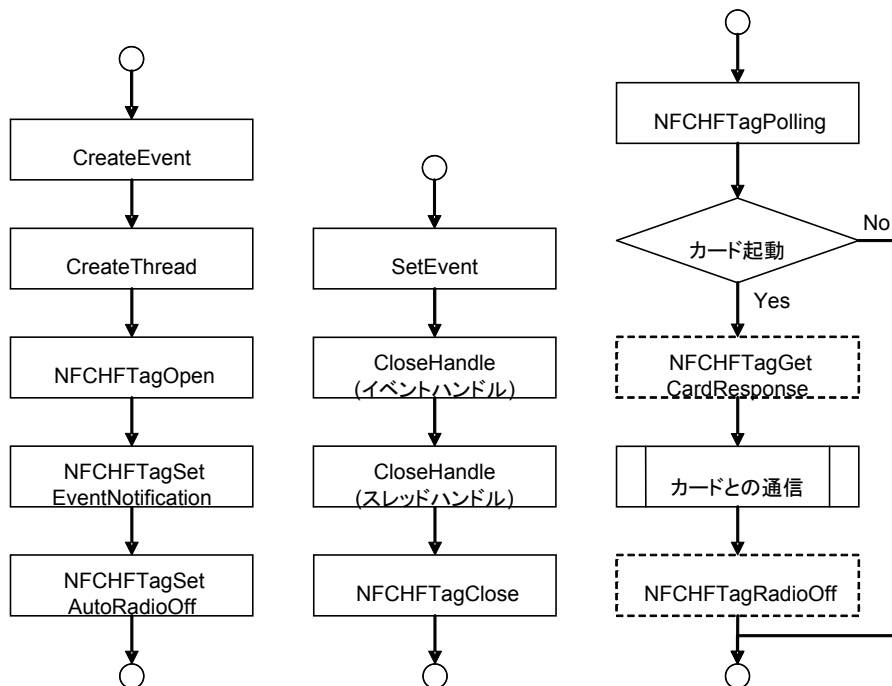 CreateEvent
CreateThread
NFCHFTagOpen
NFCHFTagSet
EventNotification
NFCHFTagSet
AutoRadioOff
SetEvent
CloseHandle
(イベントハンドル)
CloseHandle
(スレッドハンドル)
NFCHFTagClose
NFCHFTagPolling
カード起動
No
Yes
NFCHFTagGet
CardResponse
カードとの通信
NFCHFTagRadioOff